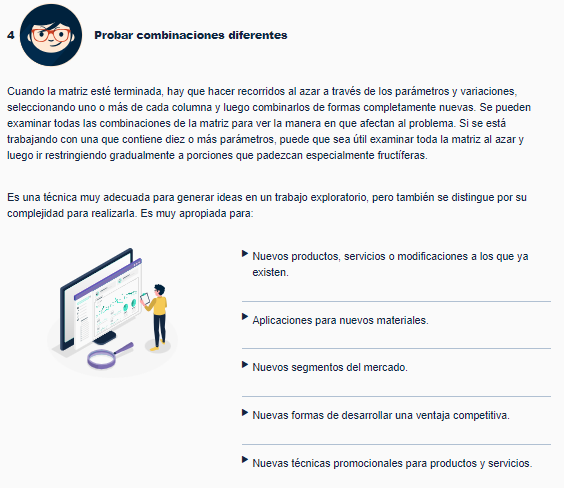 4 Probar combinaciones diferentes
Cuando la matriz esté terminada, hay que hacer recorridos al azar a través de los parámetros y variaciones,
seleccionando uno o más de cada columna y luego combinarlos de formas completamente nuevas. Se pueden
examinar todas las combinaciones de la matriz para ver la manera en que afectan al problema. Si se está
trabajando con una que contiene diez o más parámetros, puede que sea útil examinar toda la matriz al azar y
luego ir restringiendo gradualmente a porciones que padezcan especialmente fructíferas.
Es una técnica muy adecuada para generar ideas en un trabajo exploratorio, pero también se distingue por su
complejidad para realizarla. Es muy apropiada para:
Nuevos productos, servicios o modificaciones a los que ya
existen.
Aplicaciones para nuevos materiales.
Nuevos segmentos del mercado.
Nuevas formas de desarrollar una ventaja competitiva.
Nuevas técnicas promocionales para productos y servicios.